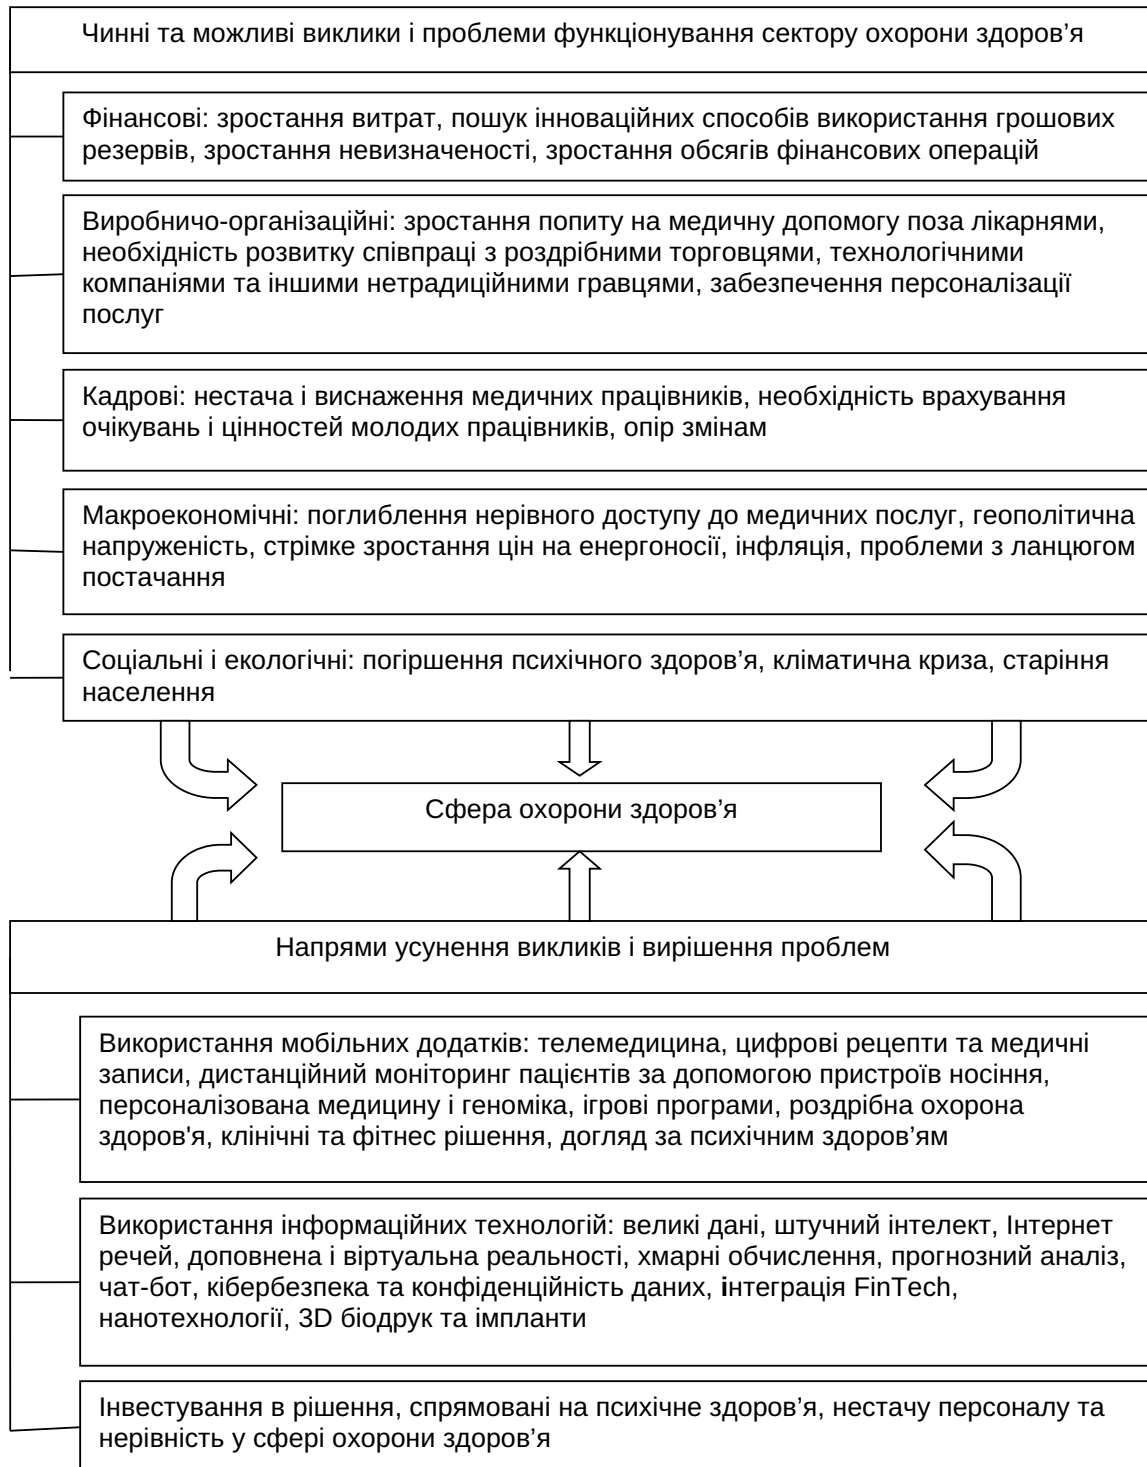 Чинні та можливі виклики і проблеми функціонування сектору охорони здоров’я
Фінансові: зростання витрат, пошук інноваційних способів використання грошових
резервів, зростання невизначеності, зростання обсягів фінансових операцій
Виробничо-організаційні: зростання попиту на медичну допомогу поза лікарнями,
необхідність розвитку співпраці з роздрібними торговцями, технологічними
компаніями та іншими нетрадиційними гравцями, забезпечення персоналізації
послуг
Кадрові: нестача і виснаження медичних працівників, необхідність врахування
очікувань і цінностей молодих працівників, опір змінам
Макроекономічні: поглиблення нерівного доступу до медичних послуг, геополітична
напруженість, стрімке зростання цін на енергоносії, інфляція, проблеми з ланцюгом
постачання
Соціальні і екологічні: погіршення психічного здоров’я, кліматична криза, старіння
населення
Сфера охорони здоров’я
Напрями усунення викликів і вирішення проблем
Використання мобільних додатків: телемедицина, цифрові рецепти та медичні
записи, дистанційний моніторинг пацієнтів за допомогою пристроїв носіння,
персоналізована медицину і геноміка, ігрові програми, роздрібна охорона
здоров'я, клінічні та фітнес рішення, догляд за психічним здоров’ям
Використання інформаційних технологій: великі дані, штучний інтелект, Інтернет
речей, доповнена і віртуальна реальності, хмарні обчислення, прогнозний аналіз,
чат-бот, кібербезпека та конфіденційність даних, інтеграція FinTech,
нанотехнології, 3D біодрук та імпланти
Інвестування в рішення, спрямовані на психічне здоров’я, нестачу персоналу та
нерівність у сфері охорони здоров’я